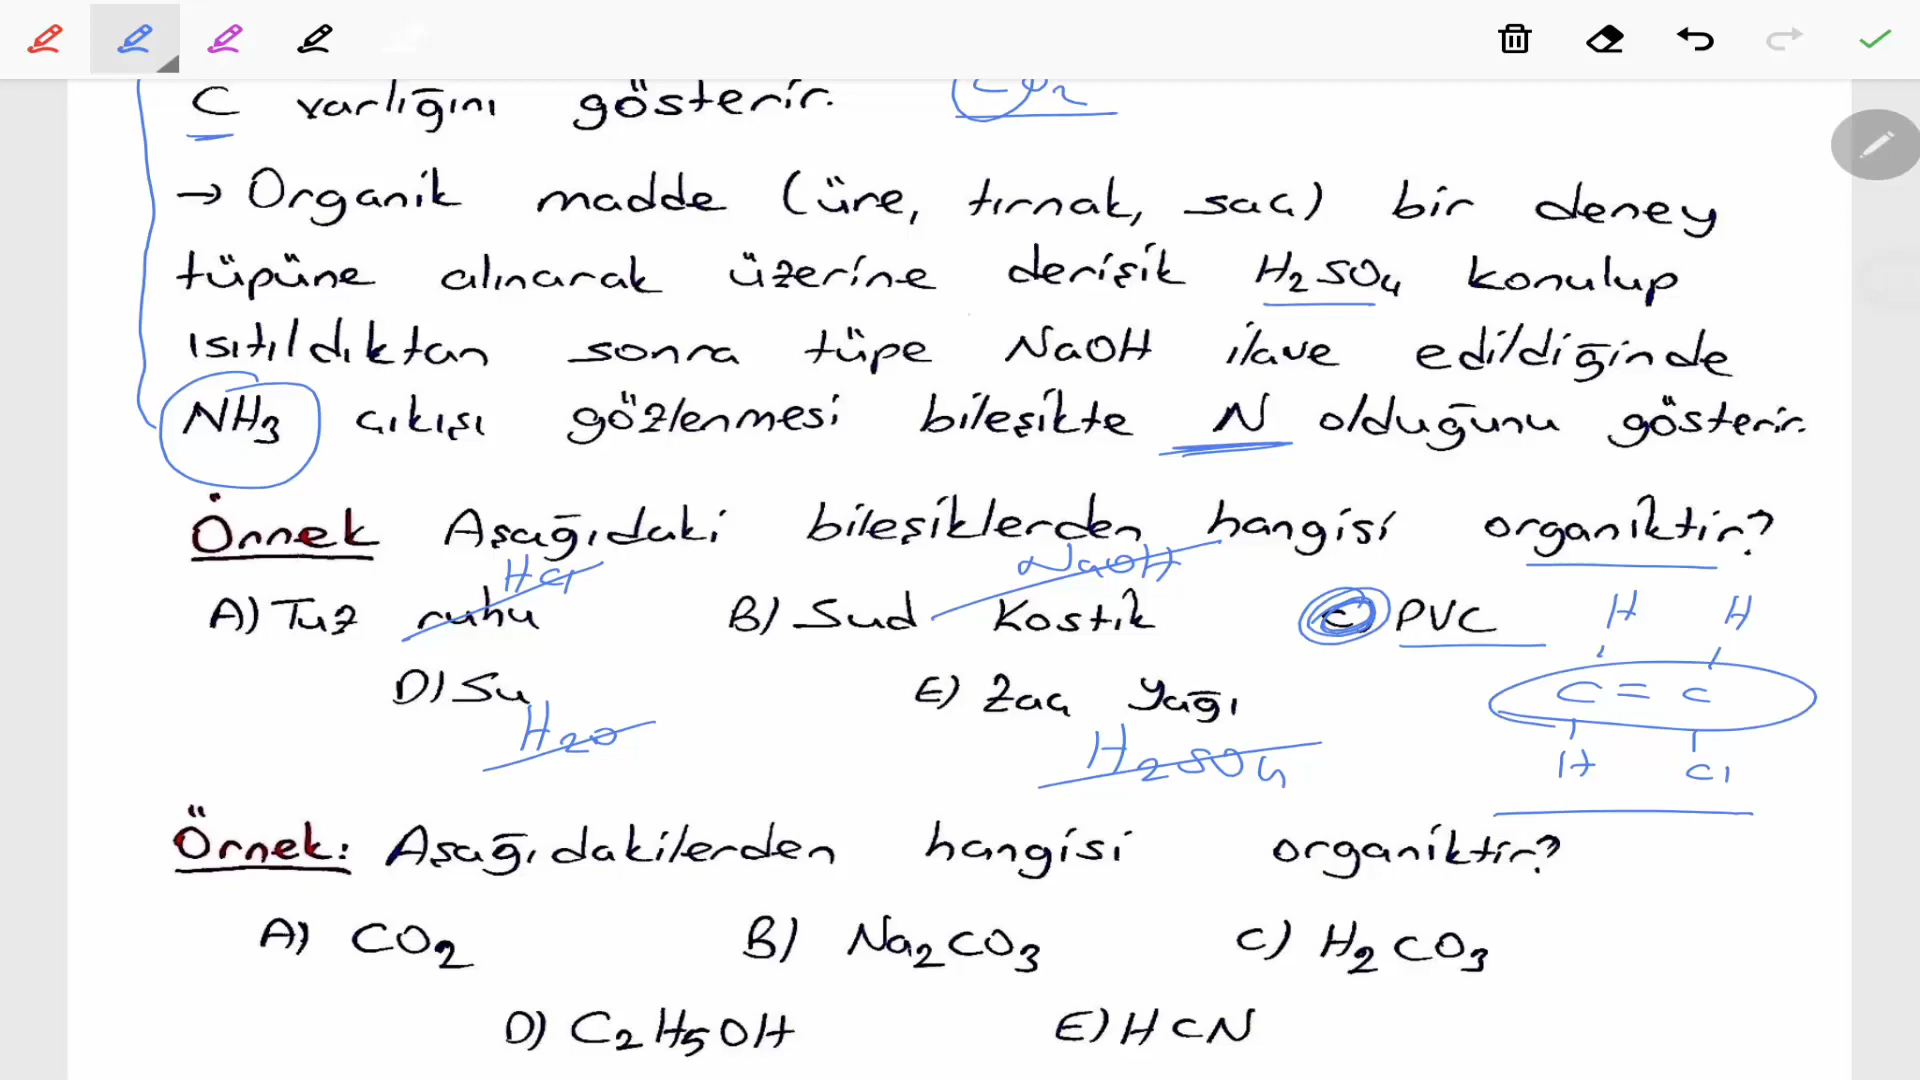 C varlığını gösterir. CO2
→ Organik madde (üre, tırnak, saç) bir deney
tüpüne alınarak üzerine derişik H2SO4 konulup
ısıtıldıktan sonra tüpe NaOH ilave edildiğinde
NH3 çıkışı gözlenmesi bileşikte N olduğunu gösterir.
Örnek Aşağıdaki bileşiklerden hangisi organiktir?
HCl NaOH
A) Tuz ruhu B) Sud Kostik C) PVC H H
D) Su E) Zaç Yağı C = C
H2O H2SO4 H Cl
Örnek: Aşağıdakilerden hangisi organiktir?
A) CO2 B) Na2CO3 C) H2CO3
D) C2H5OH E) HCN